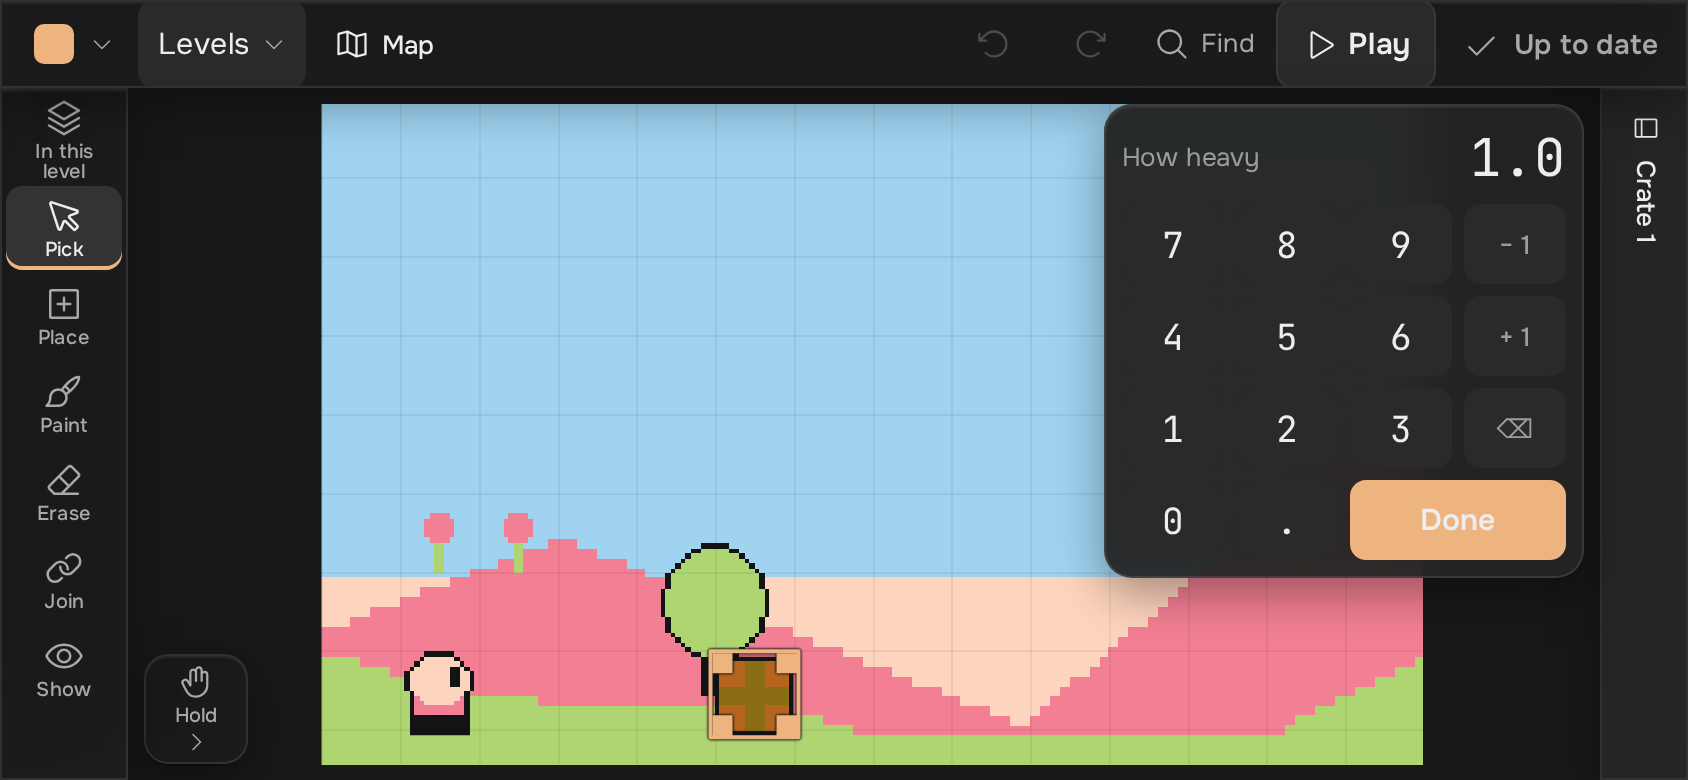 Levels
Map
Find
Play
Up to date
In this
level
Pick
Place
Paint
Erase
Join
Show
Hold
How heavy
1.0
7 8 9 - 1
4 5 6 + 1
1 2 3
0 . Done
Crate 1